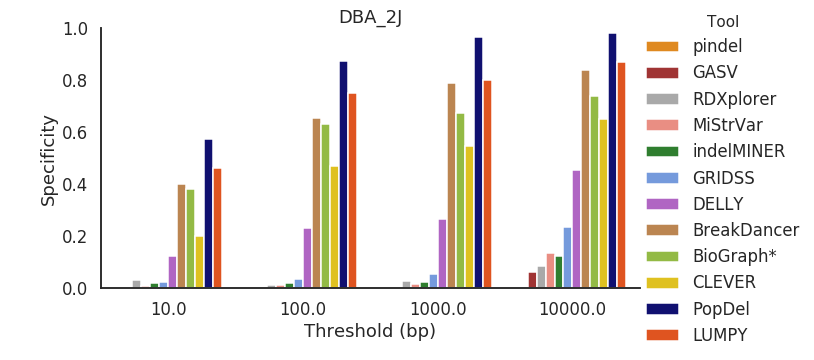 DBA_2J
Tool
pindel
GASV
RDXplorer
MiStrVar
indelMINER
GRIDSS
DELLY
BreakDancer
BioGraph*
CLEVER
PopDel
LUMPY
Specificity
1.0
0.8
0.6
0.4
0.2
0.0
10.0 100.0 1000.0 10000.0
Threshold (bp)